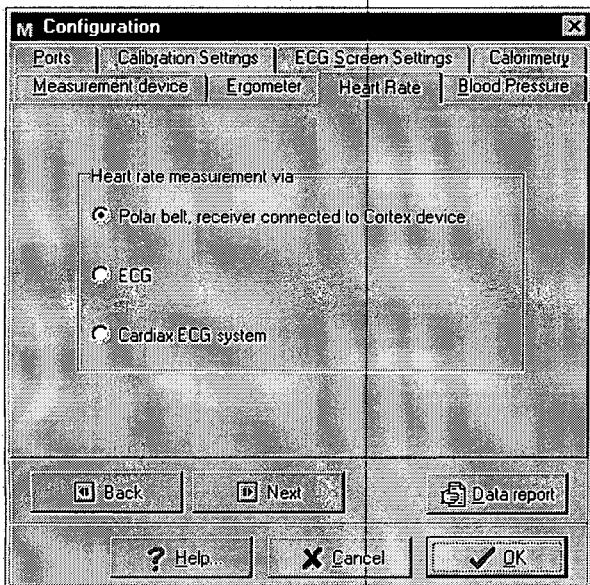 M Configuration
Ports Calibration Settings ECG Screen Settings Calorimetry
Measurement device Ergometer Heart Rate Blood Pressure
Heart rate measurement via
Polar belt, receiver connected to Cortex device
ECG
Cardiax ECG system
Back Next Data report
? Help... Cancel OK